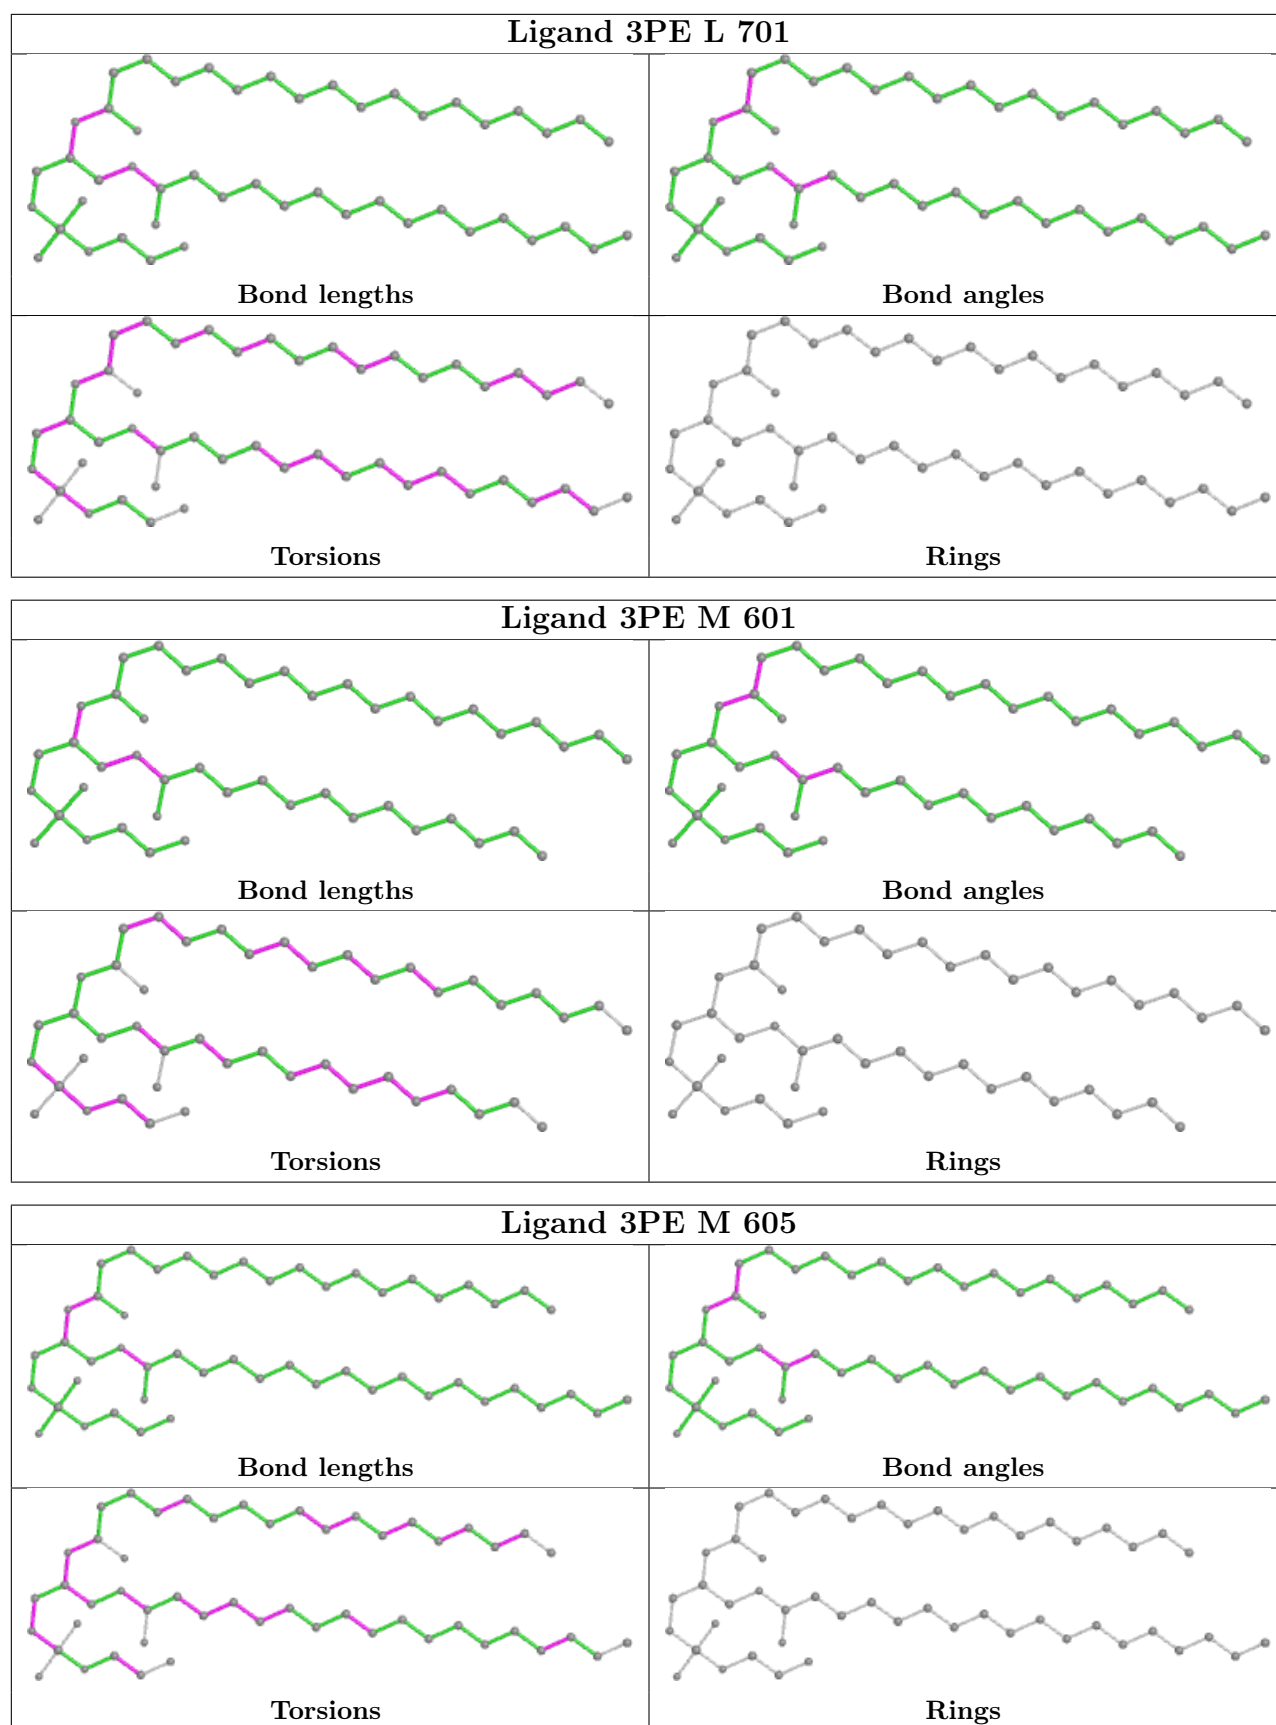 Ligand 3PE L 701
Bond lengths
Bond angles
Torsions
Rings
Ligand 3PE M 601
Bond lengths
Bond angles
Torsions
Rings
Ligand 3PE M 605
Bond lengths
Bond angles
Torsions
Rings